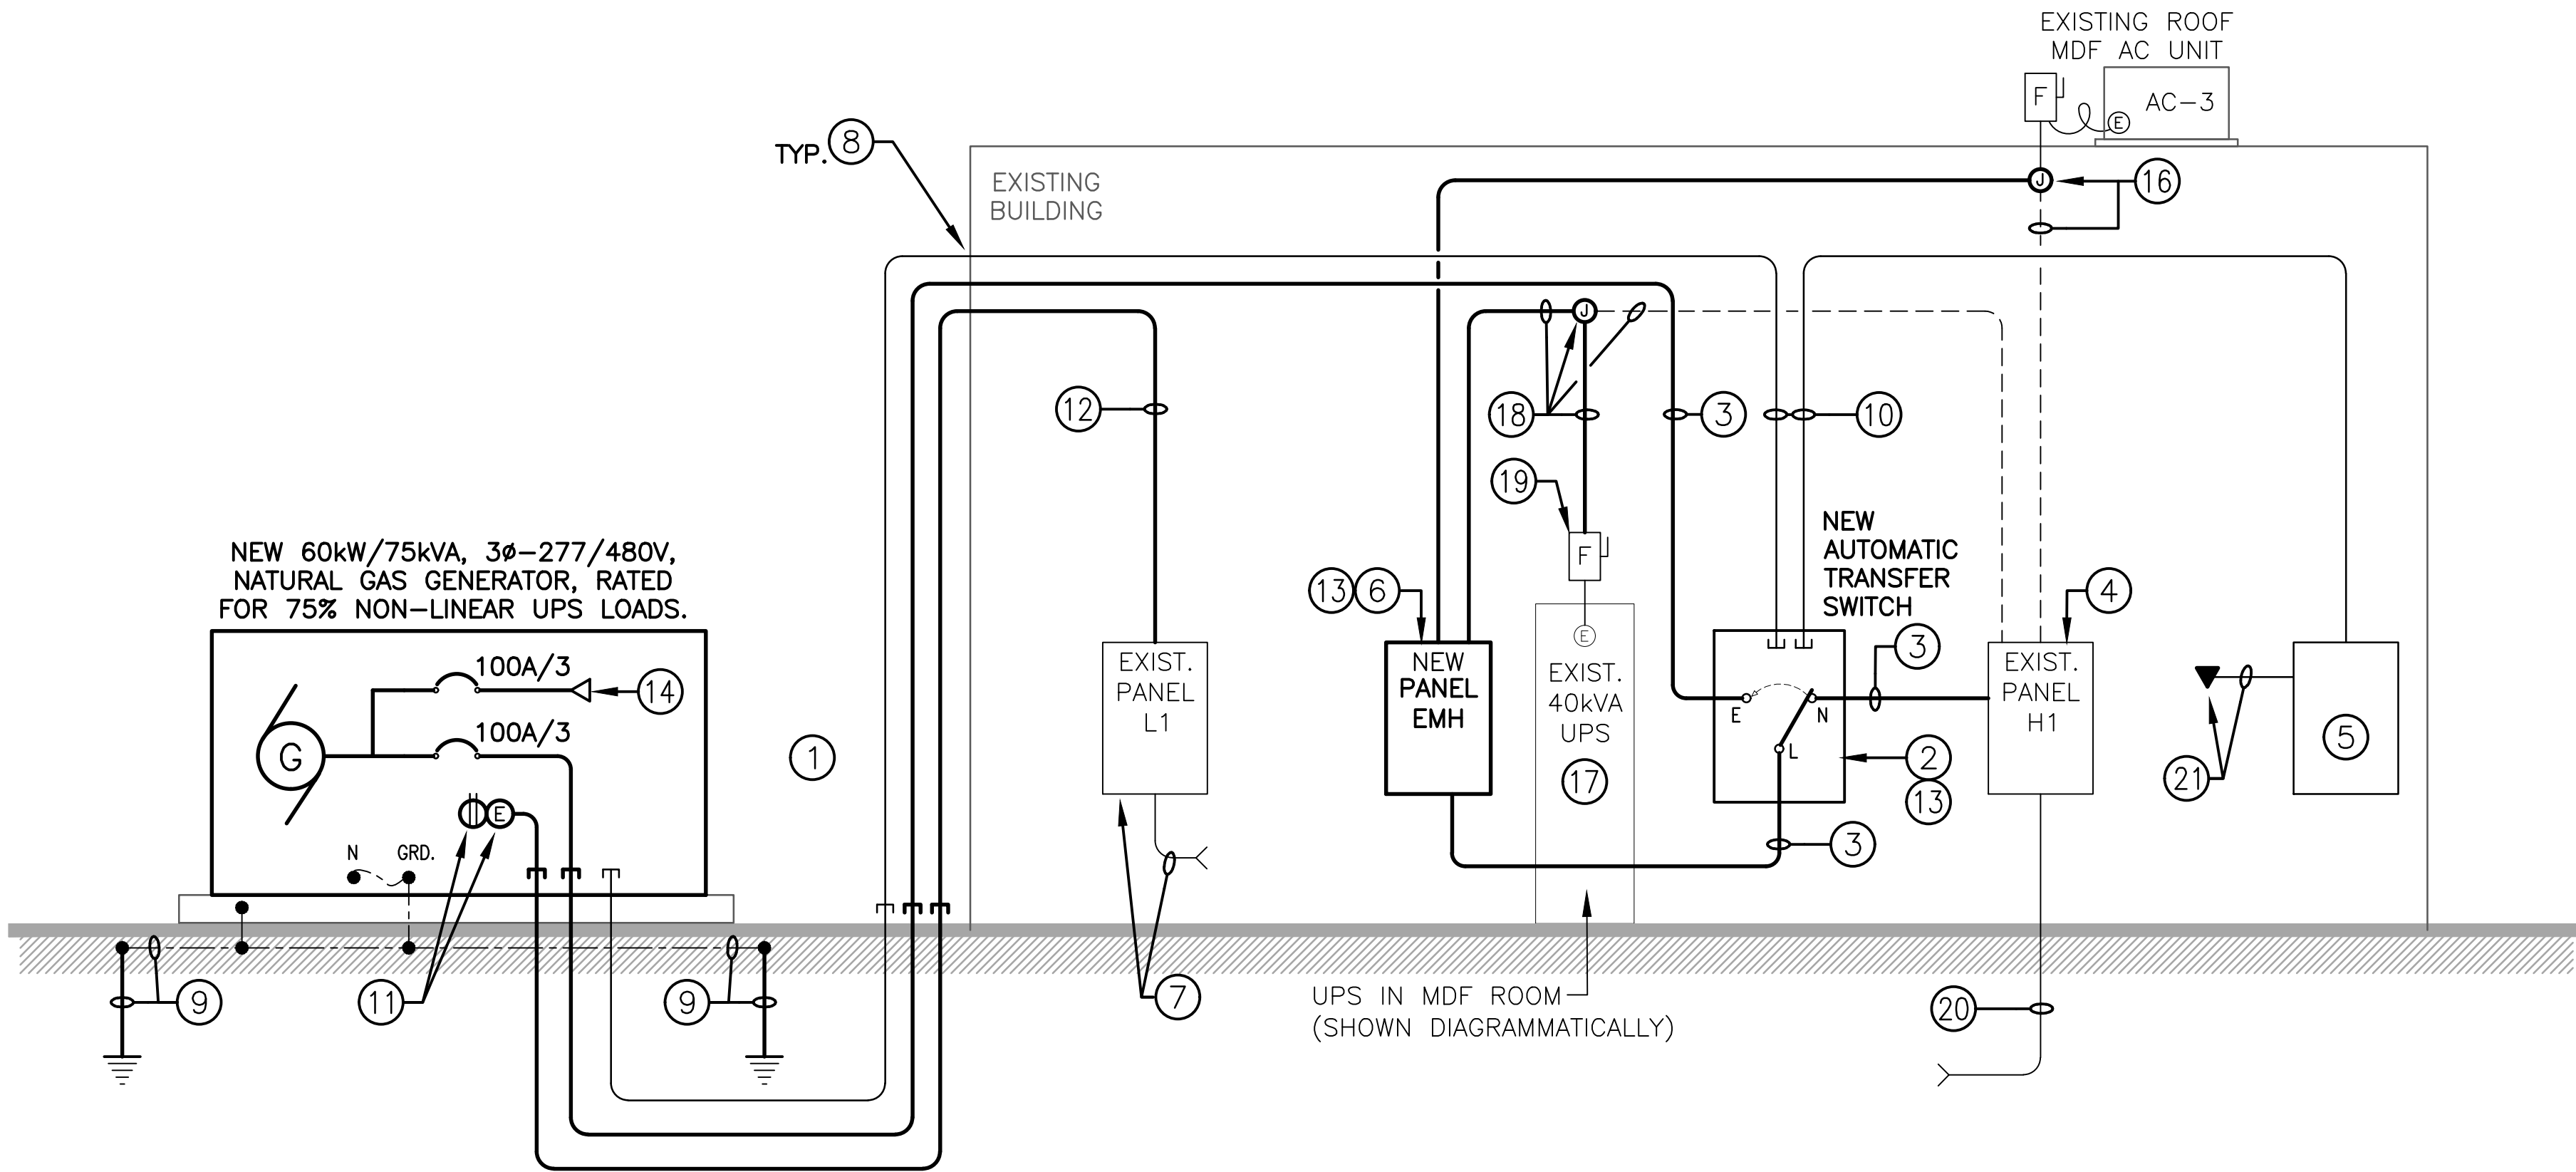 EXISTING ROOF
MDF AC UNIT
F
E
AC-3
TYP. 8
EXISTING
BUILDING
J
16
J
12
18
3
10
19
F
NEW
AUTOMATIC
TRANSFER
SWITCH
NEW 60kW/75kVA, 3ø-277/480V,
NATURAL GAS GENERATOR, RATED
FOR 75% NON-LINEAR UPS LOADS.
13 6
4
E
3
100A/3
14
G
100A/3
1
EXIST.
PANEL
L1
NEW
PANEL
EMH
EXIST.
40kVA
UPS
17
E
N
L
2
13
EXIST.
PANEL
H1
21
5
E
N
GRD.
3
9
11
9
7
UPS IN MDF ROOM
(SHOWN DIAGRAMMATICALLY)
20